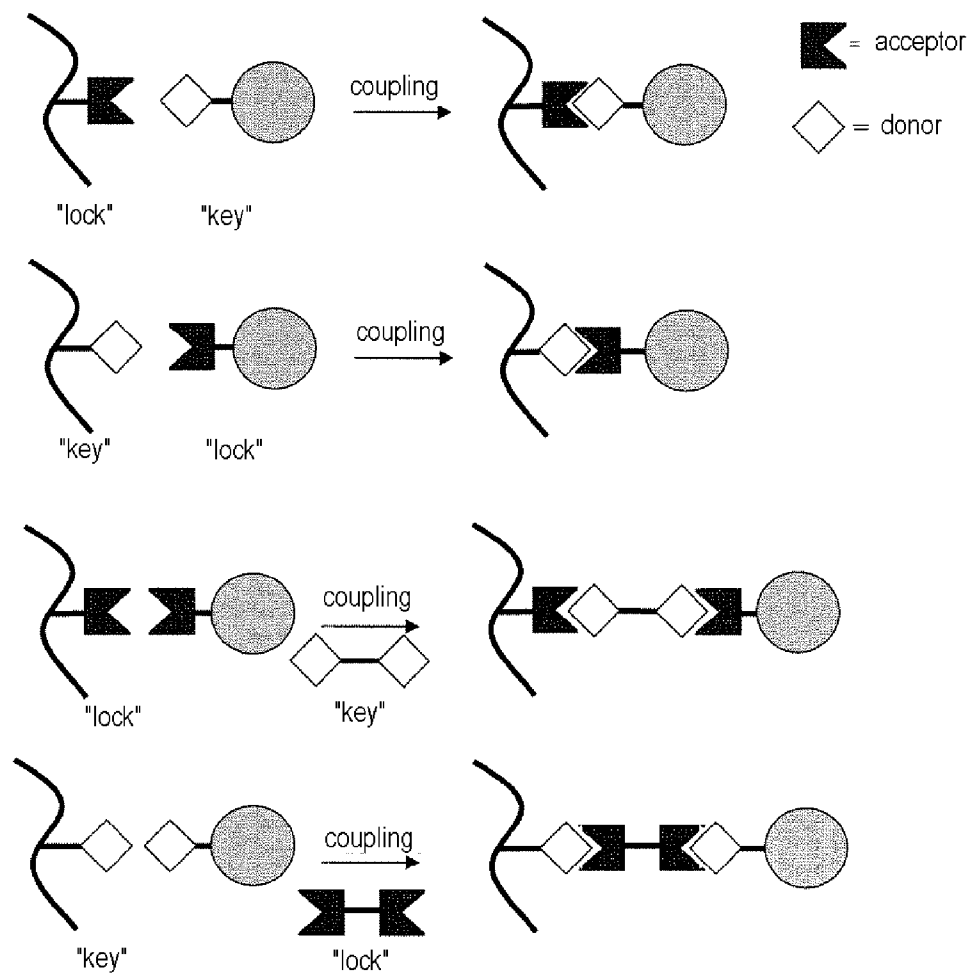 coupling
= acceptor
= donor
"lock"
"key"
coupling
"key"
"lock"
coupling
"lock"
"key"
coupling
"key"
"lock"